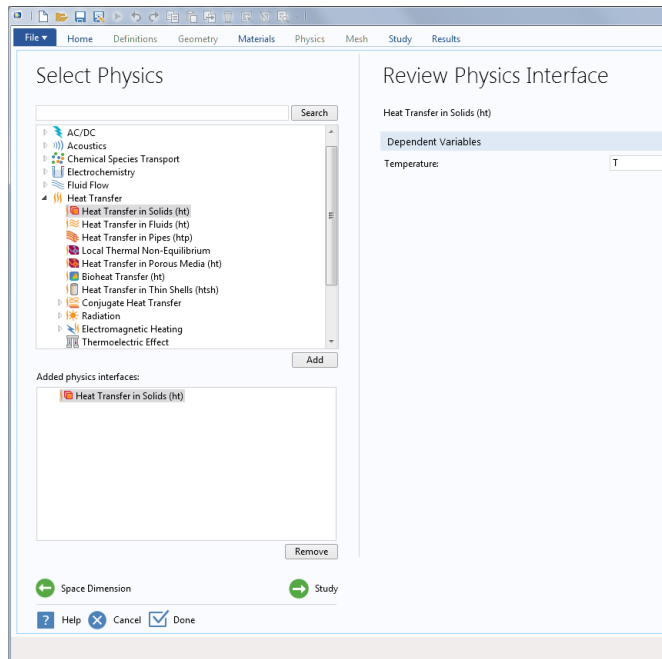 File
Home Definitions Geometry Materials Physics Mesh Study Results
Select Physics
Search
AC/DC
Acoustics
Chemical Species Transport
Electrochemistry
Fluid Flow
Heat Transfer
Heat Transfer in Solids (ht)
Heat Transfer in Fluids (ht)
Heat Transfer in Pipes (htp)
Local Thermal Non-Equilibrium
Heat Transfer in Porous Media (ht)
Bioheat Transfer (ht)
Heat Transfer in Thin Shells (htsh)
Conjugate Heat Transfer
Radiation
Electromagnetic Heating
Thermoelectric Effect
Add
Added physics interfaces:
Heat Transfer in Solids (ht)
Remove
Space Dimension
Study
? Help Cancel Done
Review Physics Interface
Heat Transfer in Solids (ht)
Dependent Variables
Temperature: T